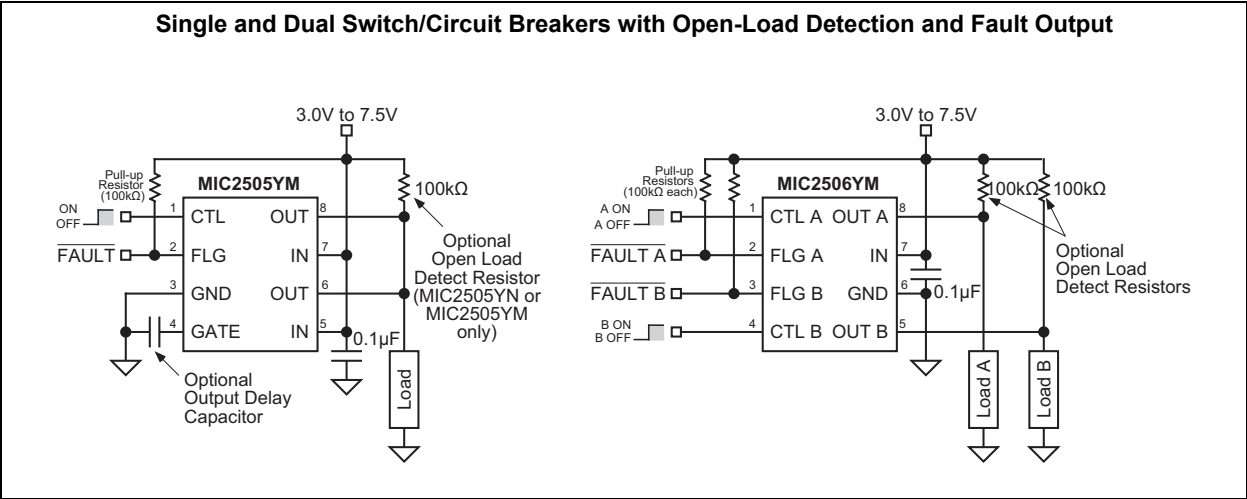 Single and Dual Switch/Circuit Breakers with Open-Load Detection and Fault Output
3.0V to 7.5V
Pull-up
Resistor
(100kΩ)
MIC2505YM
100kΩ
ON
OFF
1
CTL
OUT
8
FAULT
2
FLG
IN
7
3
GND
OUT
6
4
GATE
IN
5
0.1µF
Optional
Open Load
Detect Resistor
(MIC2505YN or
MIC2505YM
only)
Optional
Output Delay
Capacitor
Load
3.0V to 7.5V
Pull-up
Resistors
(100kΩ each)
MIC2506YM
100kΩ
100kΩ
A ON
A OFF
1
CTL A
OUT A
8
FAULT A
2
FLG A
IN
7
FAULT B
3
FLG B
GND
6
0.1µF
B ON
B OFF
4
CTL B
OUT B
5
Optional
Open Load
Detect Resistors
Load A
Load B